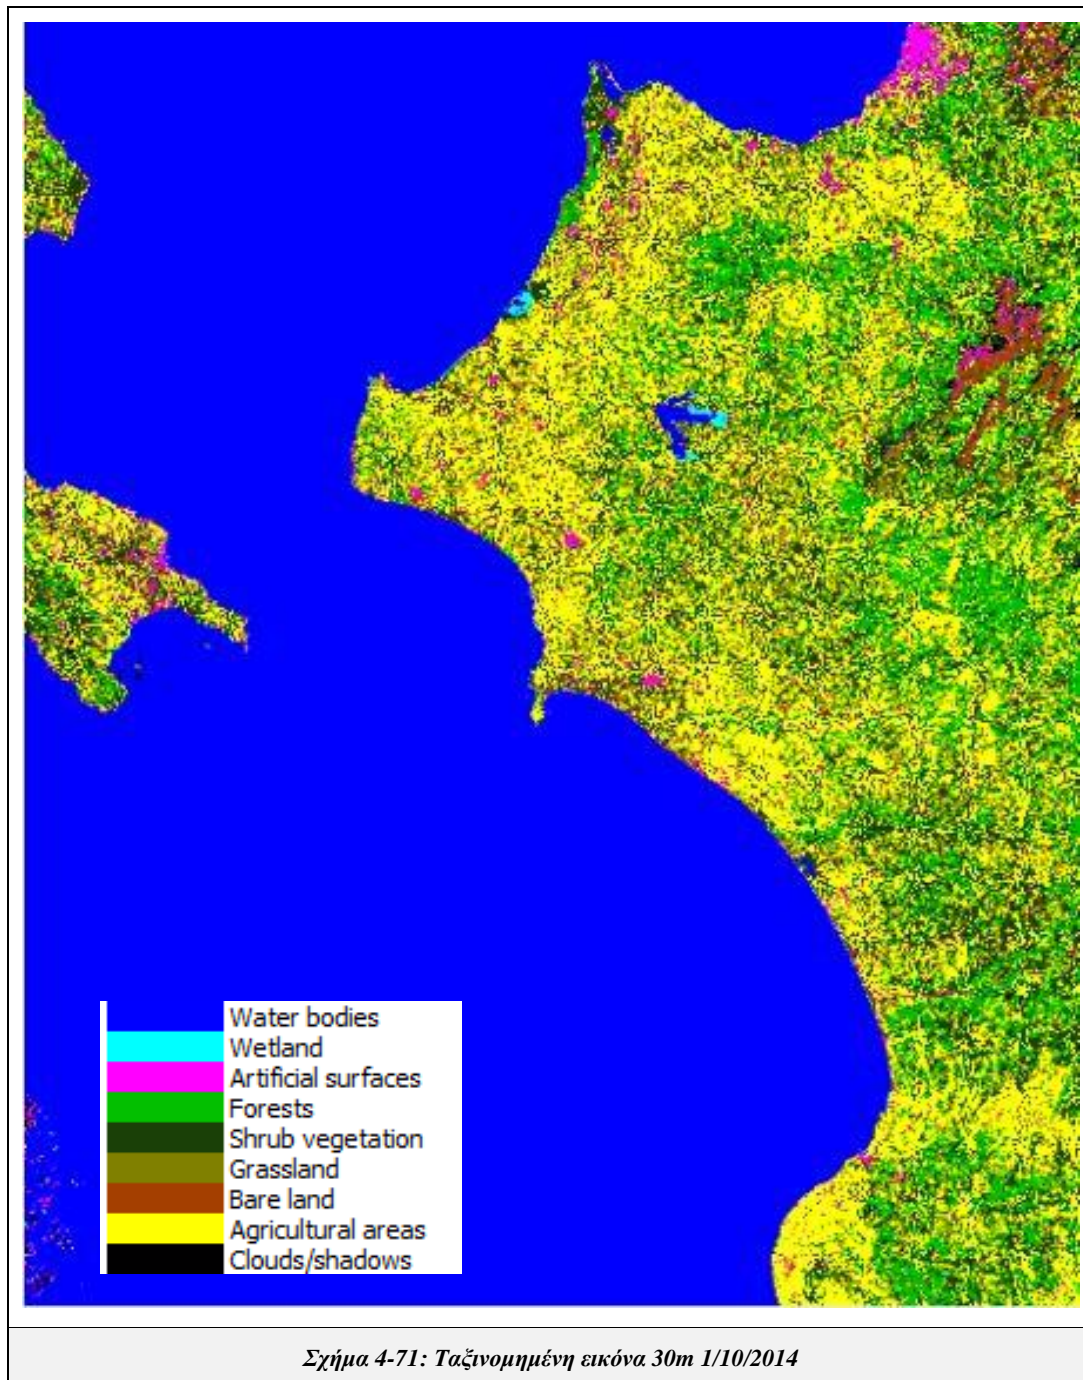 Water bodies
Wetland
Artificial surfaces
Forests
Shrub vegetation
Grassland
Bare land
Agricultural areas
Clouds/shadows
Σχήμα 4-71: Ταξινομημένη εικόνα 30m 1/10/2014